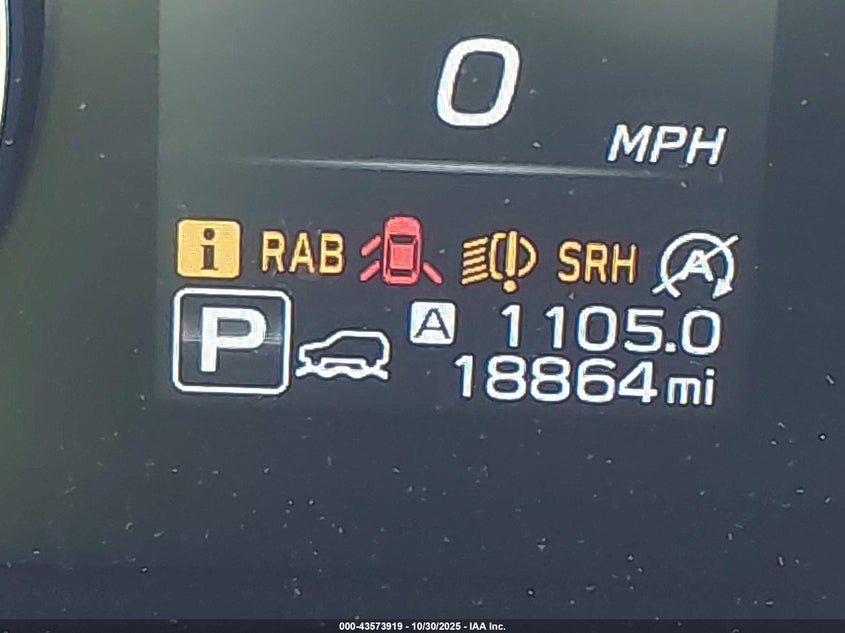 0
MPH
i RAB SRH A
P A 1105.0
18864 mi
000-43573919 - 10/30/2025 - IAA Inc.